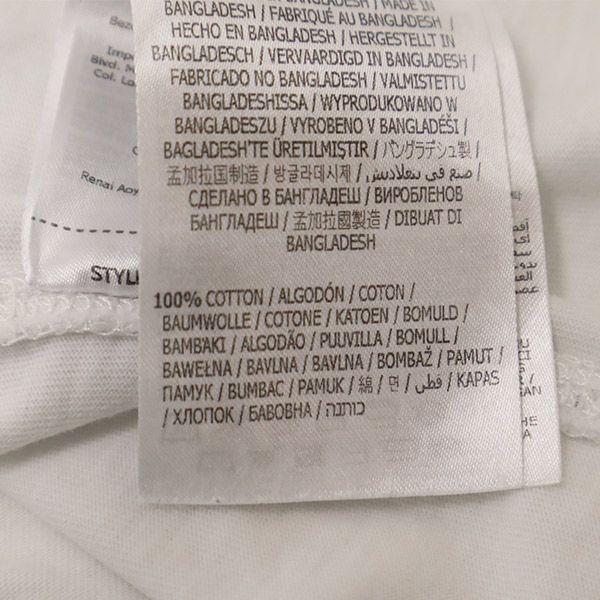 BANGLADESH / MADE IN
BANGLADESH / FABRIQUÉ AU BANGLADESH /
HECHO EN BANGLADESH / HERGESTELLT IN
BANGLADESCH / VERVAARDIGD IN BANGLADESH /
FABRICADO NO BANGLADESH / VALMISTETTU
BANGLADESHISSA / WYPRODUKOWANO W
BANGLADESZU / VYROBENO V BANGLADÉŠI /
BAGLADEŞH'TE ÜRETILMIŞTIR / バングラデシュ製 /
孟加拉国制造 / 방글라데시제 / صنع في بنغلاديش /
СДЕЛАНО В БАНГЛАДЕШ / ВИРОБЛЕНОВ
БАНГЛАДЕШ / 孟加拉國製造 / DIBUAT DI
BANGLADESH
100% COTTON / ALGODÓN / COTON /
BAUMWOLLE / COTONE / KATOEN / BOMULD /
BAMBAKI / ALGODÃO / PUUVILLA / BOMULL /
BAWEŁNA / BAVLNA / BAVLNA / BOMBAŽ / PAMUT /
ПАМУК / BUMBAC / PAMUK / 綿 / 면 / قطن / KAPAS
/ ХЛОПОК / БАВОВНА / כותנה
Renai Aoy
STYL